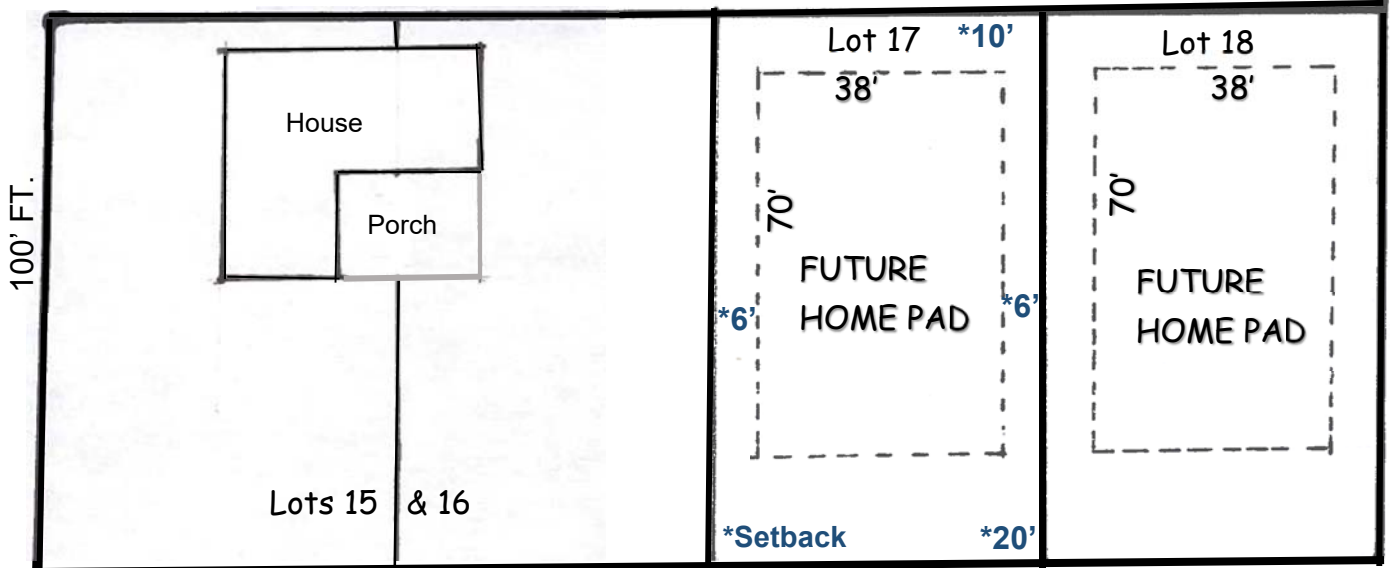 100’ FT.
House
Porch
Lots 15 & 16
Lot 17 *10’
38’
70’
FUTURE
HOME PAD
*6’
*6’
*Setback *20’
Lot 18
38’
70’
FUTURE
HOME PAD